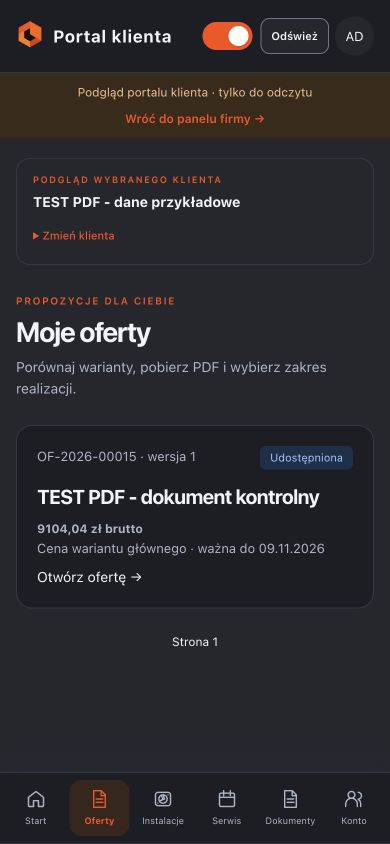 Portal klienta
Odśwież
AD
Podgląd portalu klienta · tylko do odczytu
Wróć do panelu firmy →
PODGLĄD WYBRANEGO KLIENTA
TEST PDF - dane przykładowe
▶ Zmień klienta
PROPOZYCJE DLA CIEBIE
Moje oferty
Porównaj warianty, pobierz PDF i wybierz zakres
realizacji.
OF-2026-00015 · wersja 1
Udostępniona
TEST PDF - dokument kontrolny
9104,04 zł brutto
Cena wariantu głównego · ważna do 09.11.2026
Otwórz ofertę →
Strona 1
Start
Oferty
Instalacje
Serwis
Dokumenty
Konto